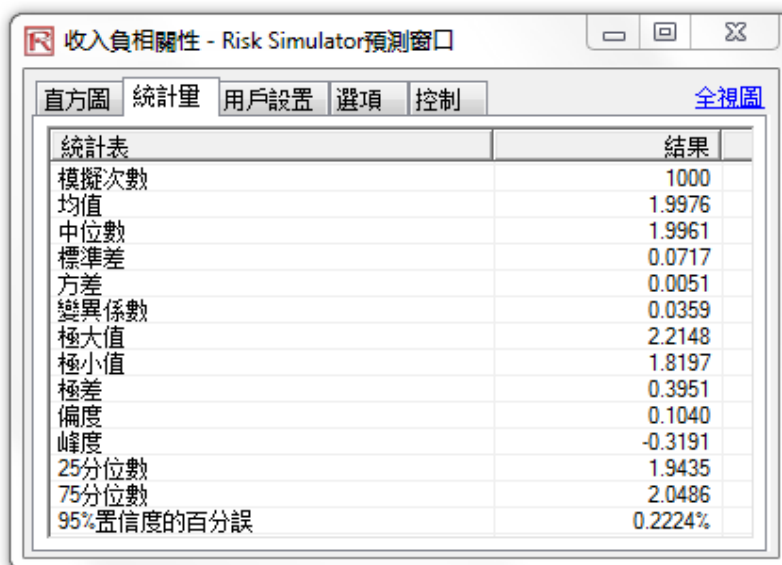 收入負相關性 - Risk Simulator預測窗口
直方圖 統計量 用戶設置 選項 控制 全視圖
統計表 結果
模擬次數 1000
均值 1.9976
中位數 1.9961
標準差 0.0717
方差 0.0051
變異係數 0.0359
極大值 2.2148
極小值 1.8197
極差 0.3951
偏度 0.1040
峰度 -0.3191
25分位數 1.9435
75分位數 2.0486
95%置信度的百分誤 0.2224%